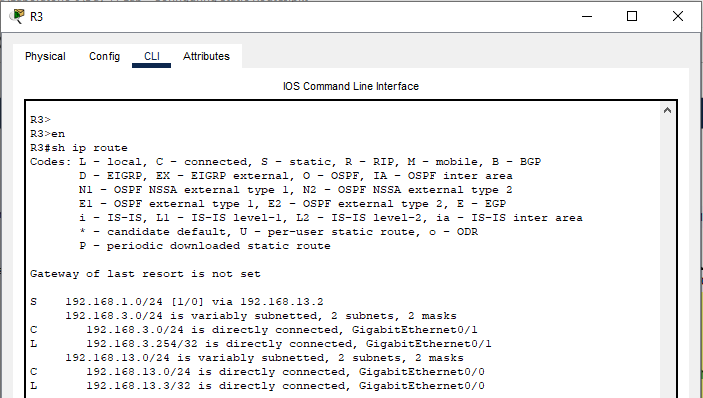 R3
Physical Config CLI Attributes
IOS Command Line Interface
R3>
R3>en
R3#sh ip route
Codes: L - local, C - connected, S - static, R - RIP, M - mobile, B - BGP
D - EIGRP, EX - EIGRP external, O - OSPF, IA - OSPF inter area
N1 - OSPF NSSA external type 1, N2 - OSPF NSSA external type 2
E1 - OSPF external type 1, E2 - OSPF external type 2, E - EGP
i - IS-IS, L1 - IS-IS level-1, L2 - IS-IS level-2, ia - IS-IS inter area
* - candidate default, U - per-user static route, o - ODR
P - periodic downloaded static route
Gateway of last resort is not set
S 192.168.1.0/24 [1/0] via 192.168.13.2
192.168.3.0/24 is variably subnetted, 2 subnets, 2 masks
C 192.168.3.0/24 is directly connected, GigabitEthernet0/1
L 192.168.3.254/32 is directly connected, GigabitEthernet0/1
192.168.13.0/24 is variably subnetted, 2 subnets, 2 masks
C 192.168.13.0/24 is directly connected, GigabitEthernet0/0
L 192.168.13.3/32 is directly connected, GigabitEthernet0/0